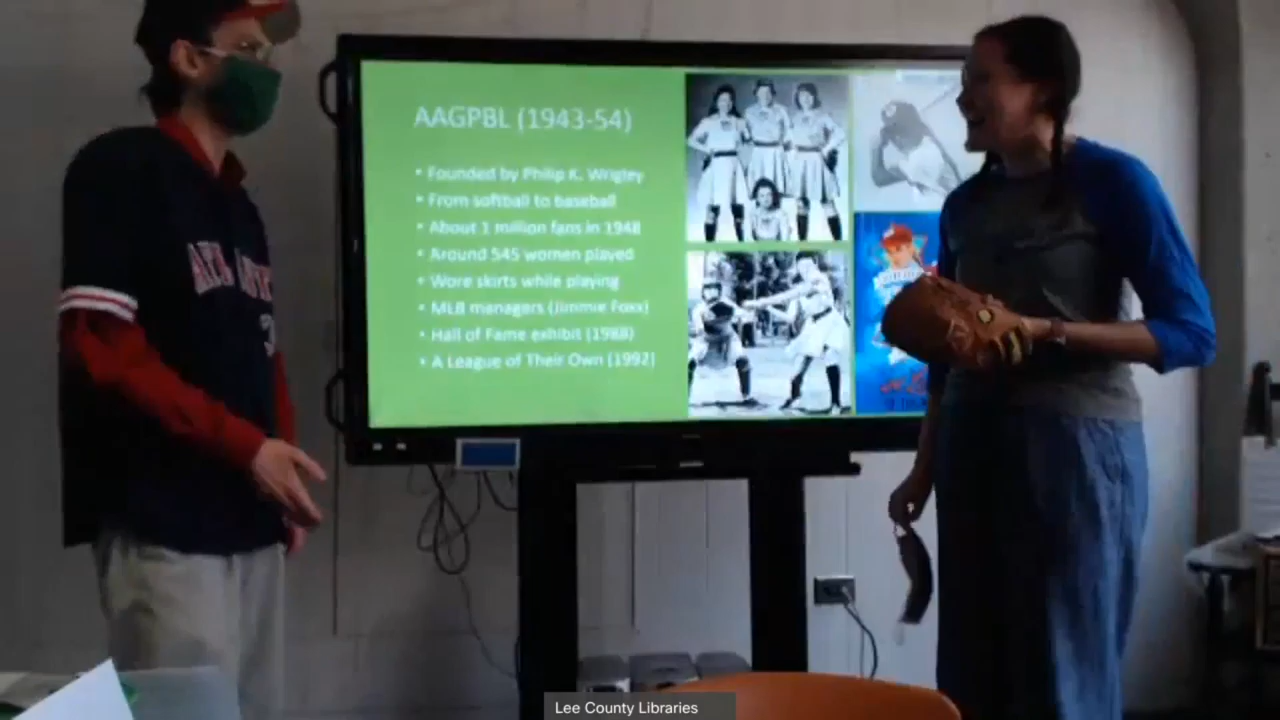 AAGPBL (1943-54)
• Founded by Philip K. Wrigley
• From softball to baseball
• About 1 million fans in 1948
• Around 545 women played
• Wore skirts while playing
• MLB managers (Jimmie Foxx)
• Hall of Fame exhibit (1988)
• A League of Their Own (1992)
Lee County Libraries